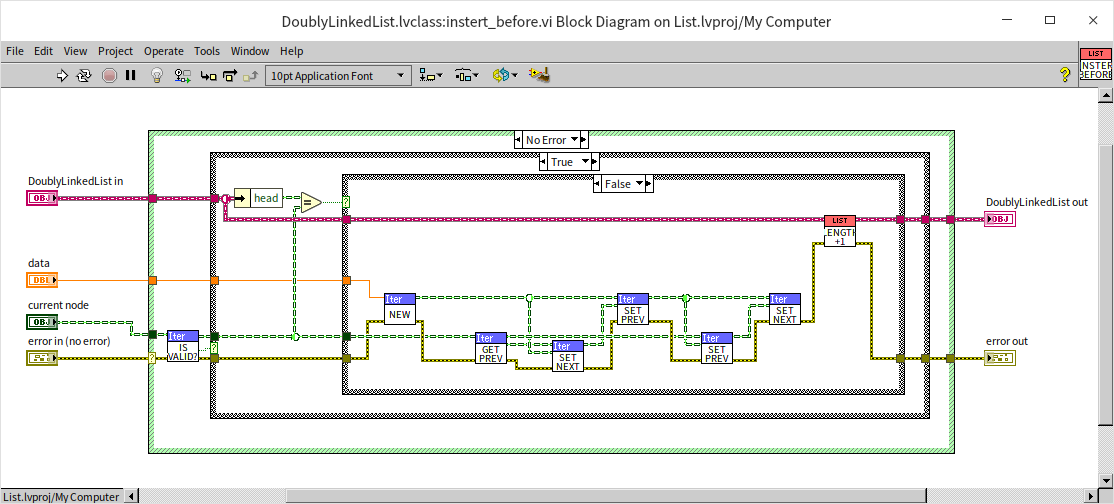 DoublyLinkedList.lvclass:instert_before.vi Block Diagram on List.lvproj/My Computer
File Edit View Project Operate Tools Window Help
10pt Application Font
LIST
NSTER
BEFORE
No Error
True
False
DoublyLinkedList in
OBJ
head
=
?
DoublyLinkedList out
OBJ
LIST
LENGTH
+1
data
DBL
current node
OBJ
error in (no error)
?
Iter
IS
VALID?
?
Iter
NEW
Iter
GET
PREV
Iter
SET
NEXT
Iter
SET
PREV
Iter
SET
PREV
Iter
SET
NEXT
error out
List.lvproj/My Computer